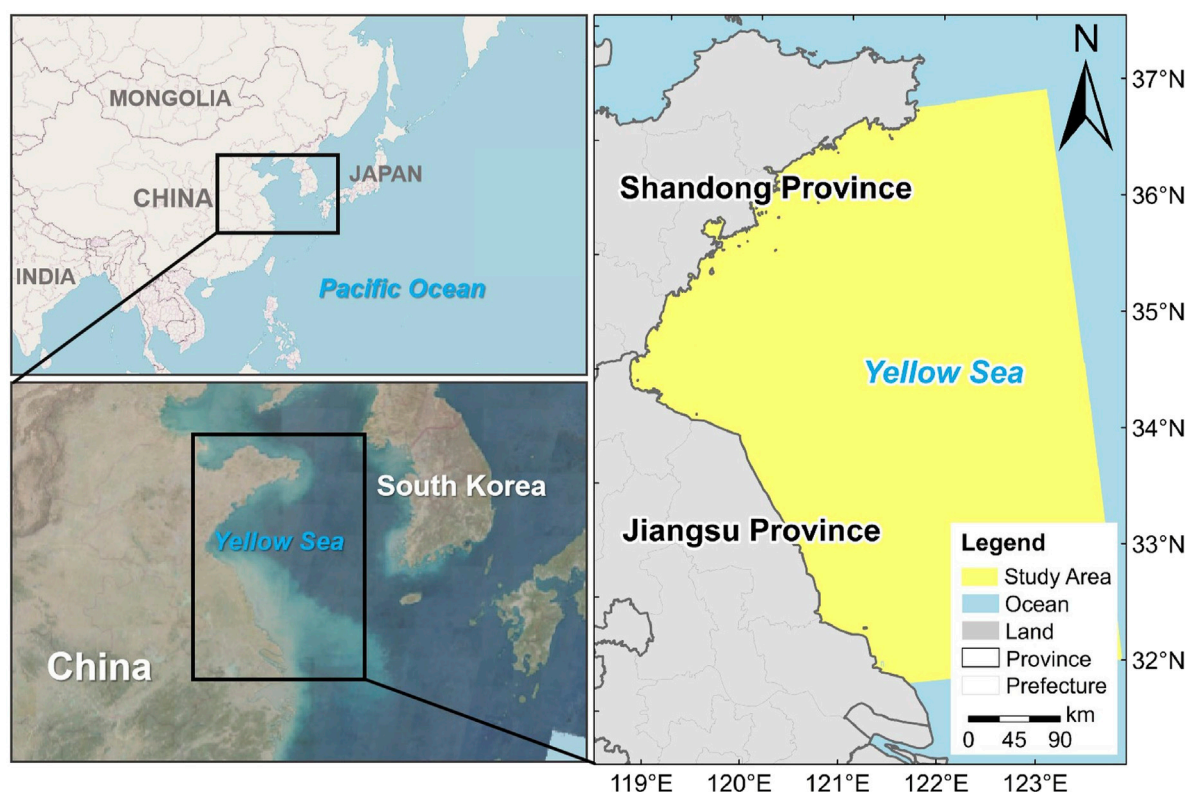 MONGOLIA
CHINA
JAPAN
INDIA
Pacific Ocean
South Korea
Yellow Sea
China
N
37°N
36°N
35°N
34°N
33°N
32°N
Shandong Province
Yellow Sea
Jiangsu Province
Legend
Study Area
Ocean
Land
Province
Prefecture
km
0 45 90
119°E 120°E 121°E 122°E 123°E